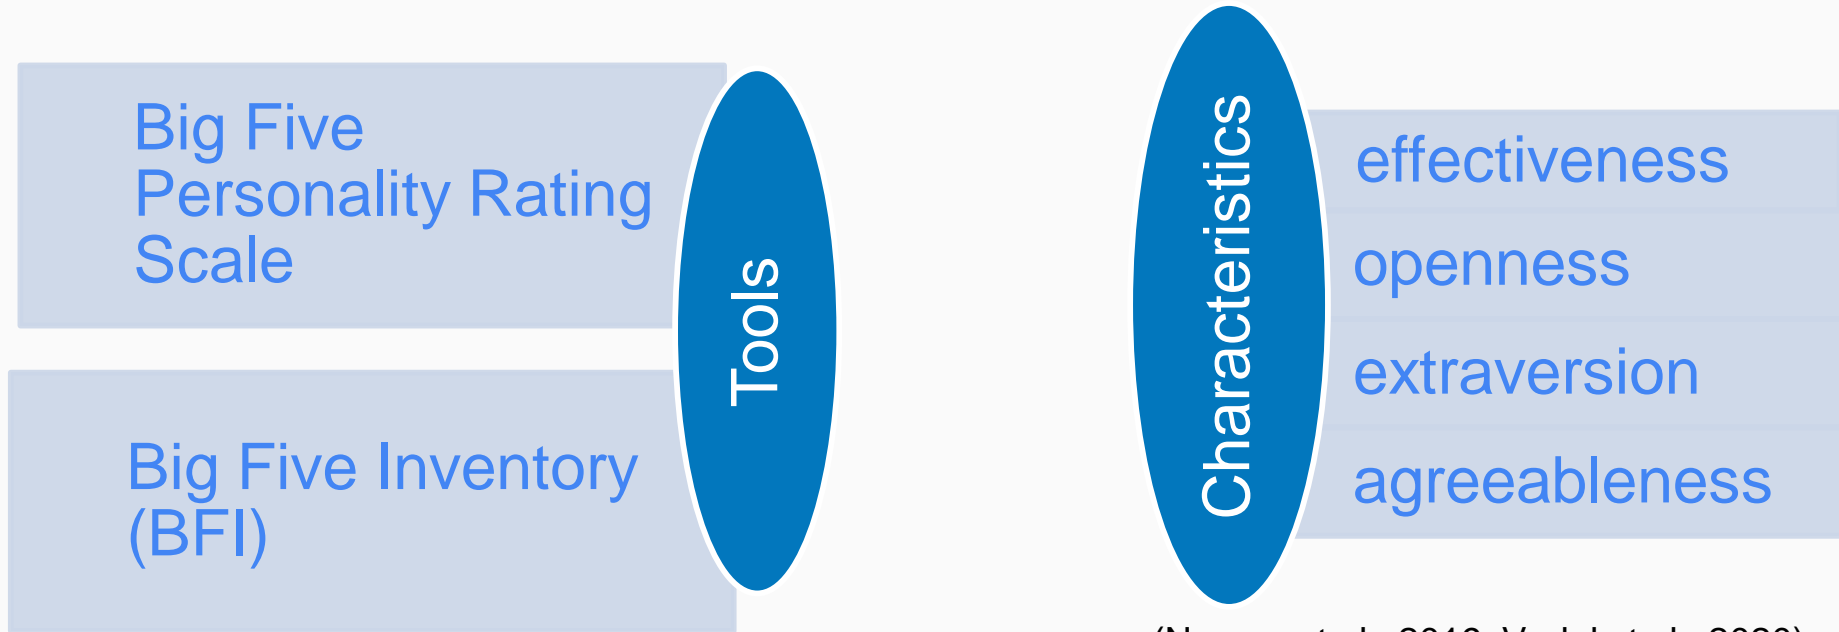 Big Five
Personality Rating
Scale
Big Five Inventory
(BFI)
Tools
Characteristics
effectiveness
openness
extraversion
agreeableness